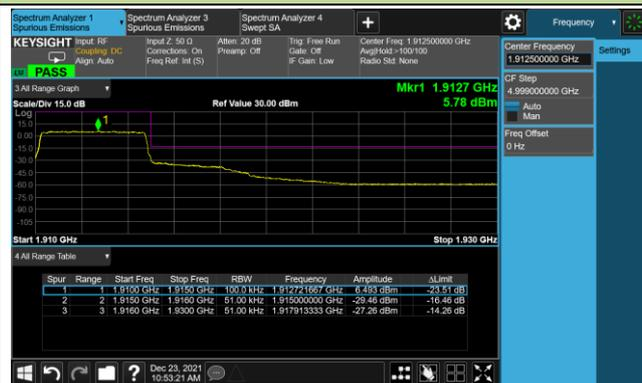 Spectrum Analyzer 1
Spurious Emissions
Spectrum Analyzer 3
Spurious Emissions
Spectrum Analyzer 4
Swept SA
Frequency
KEYSIGHT Input: RF
Coupling: DC
Align: Auto
Input Z: 50 Ω
Corrections: On
Freq Ref: Int (S)
Atten: 20 dB
Preamp: Off
Trig: Free Run
Gate: Off
IF Gain: Low
Center Freq: 1.912500000 GHz
Avg|Hold:>100/100
Radio Std: None
LM PASS
Center Frequency
1.912500000 GHz
Settings
CF Step
4.999000000 GHz
Auto
Man
Freq Offset
0 Hz
3 All Range Graph
Mkr1 1.9127 GHz
Scale/Div 15.0 dB Ref Value 30.00 dBm 5.78 dBm
Log
15.0
0.00
-15.0
-30.0
-45.0
-60.0
-75.0
-90.0
-105
1
Start 1.910 GHz Stop 1.930 GHz
4 All Range Table
Spur Range Start Freq Stop Freq RBW Frequency Amplitude ΔLimit
1 1 1.9100 GHz 1.9150 GHz 100.0 kHz 1.912721667 GHz 6.493 dBm -23.51 dB
2 2 1.9150 GHz 1.9160 GHz 51.00 kHz 1.915000000 GHz -29.46 dBm -16.46 dB
3 3 1.9160 GHz 1.9300 GHz 51.00 kHz 1.917913333 GHz -27.26 dBm -14.26 dB
Dec 23, 2021
10:53:21 AM